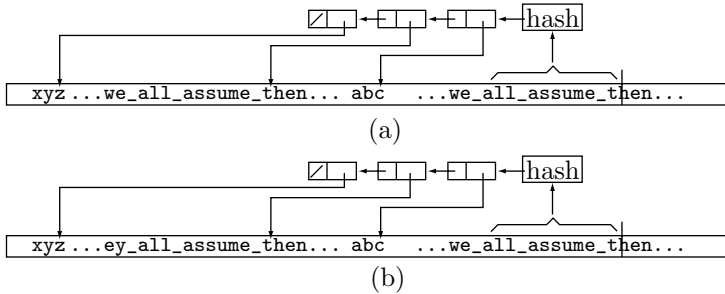 hash
xyz ...we_all_assume_then... abc ...we_all_assume_then...
(a)
hash
xyz ...ey_all_assume_then... abc ...we_all_assume_then...
(b)